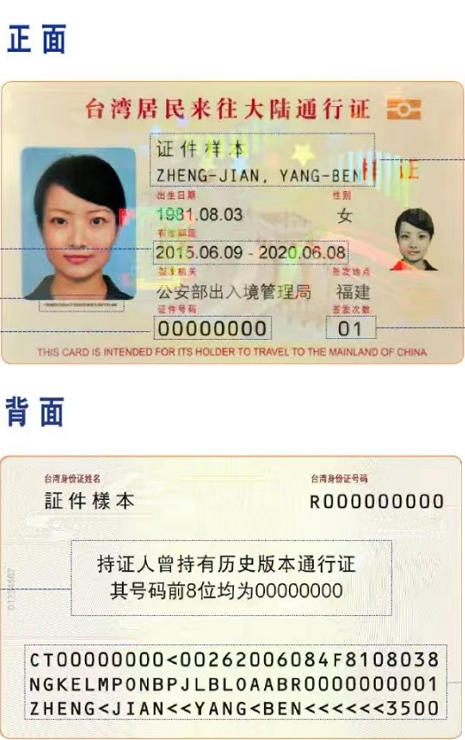 正面
台湾居民来往大陆通行证
证件样本
ZHENG-JIAN, YANG-BEN
出生日期 性别
1981.08.03 女
有效期限
2015.06.09 - 2020.06.08
签发机关 签发地点
公安部出入境管理局 福建
证件号码 签发次数
00000000 01
THIS CARD IS INTENDED FOR ITS HOLDER TO TRAVEL TO THE MAINLAND OF CHINA
背面
台湾身份证姓名 台湾身份证号码
証件樣本 R000000000
持证人曾持有历史版本通行证
其号码前8位均为00000000
CT00000000<00262006084F8108038
NGKELMPONBPJLBLOAABR0000000001
ZHENG<JIAN<<YANG<BEN<<<<<<3500